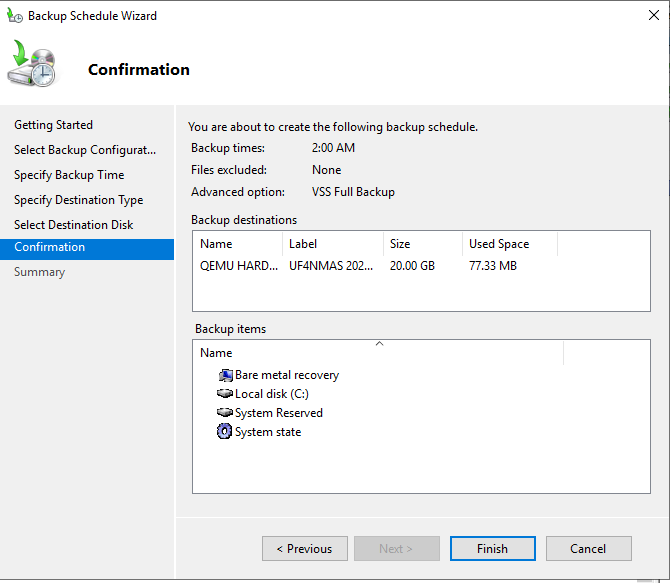 Backup Schedule Wizard
Confirmation
Getting Started
Select Backup Configurat...
Specify Backup Time
Specify Destination Type
Select Destination Disk
Confirmation
Summary
You are about to create the following backup schedule.
Backup times: 2:00 AM
Files excluded: None
Advanced option: VSS Full Backup
Backup destinations
Name Label Size Used Space
QEMU HARD... UF4NMAS 202... 20.00 GB 77.33 MB
Backup items
Name
Bare metal recovery
Local disk (C:)
System Reserved
System state
< Previous Next > Finish Cancel